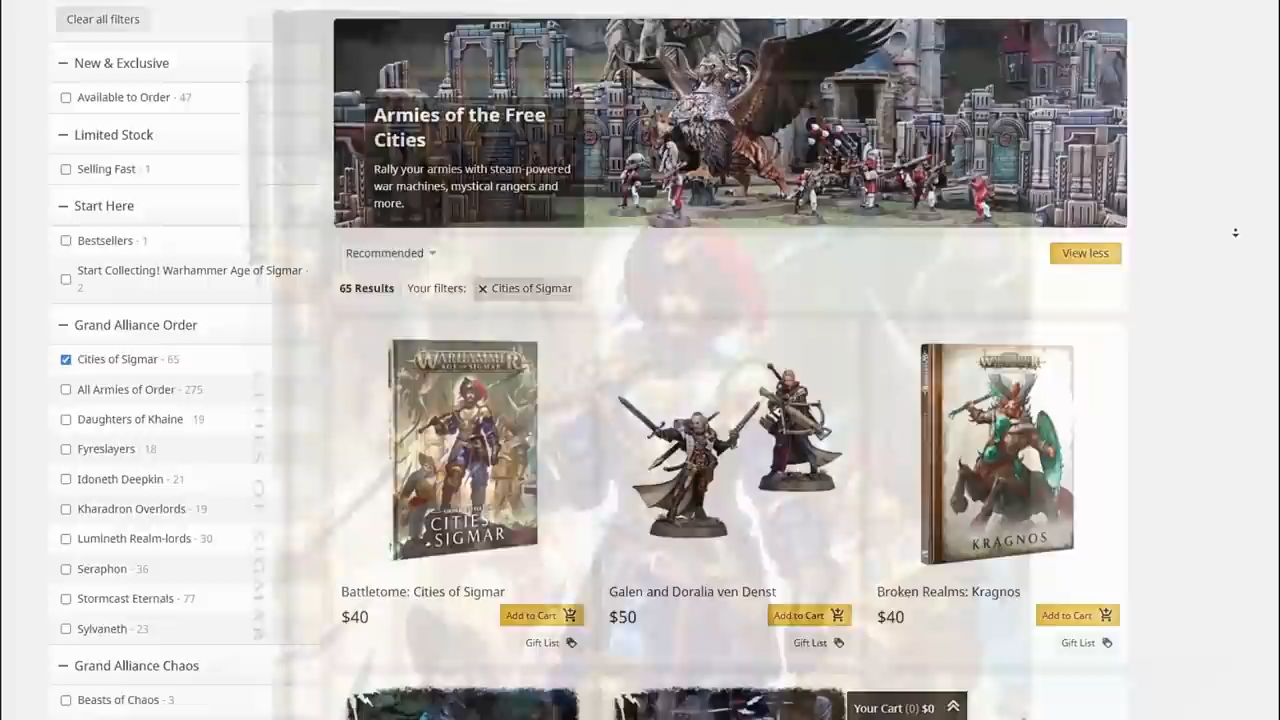 Clear all filters
— New & Exclusive
Available to Order · 47
— Limited Stock
Selling Fast · 1
— Start Here
Bestsellers · 1
Start Collecting! Warhammer Age of Sigmar ·
2
— Grand Alliance Order
Cities of Sigmar · 65
All Armies of Order · 275
Daughters of Khaine · 19
Fyreslayers · 18
Idoneth Deepkin · 21
Kharadron Overlords · 19
Lumineth Realm-lords · 30
Seraphon · 36
Stormcast Eternals · 77
Sylvaneth · 23
— Grand Alliance Chaos
Beasts of Chaos · 3
CITIES OF SIGMAR
Armies of the Free
Cities
Rally your armies with steam-powered
war machines, mystical rangers and
more.
Recommended
View less
65 Results Your filters: × Cities of Sigmar
WARHAMMER
AGE OF SIGMAR
CITIES
SIGMAR
WARHAMMER
KRAGNOS
Battletome: Cities of Sigmar
$40
Add to Cart
Gift List
Galen and Doralia ven Denst
$50
Add to Cart
Gift List
Broken Realms: Kragnos
$40
Add to Cart
Gift List
Your Cart (0) $0